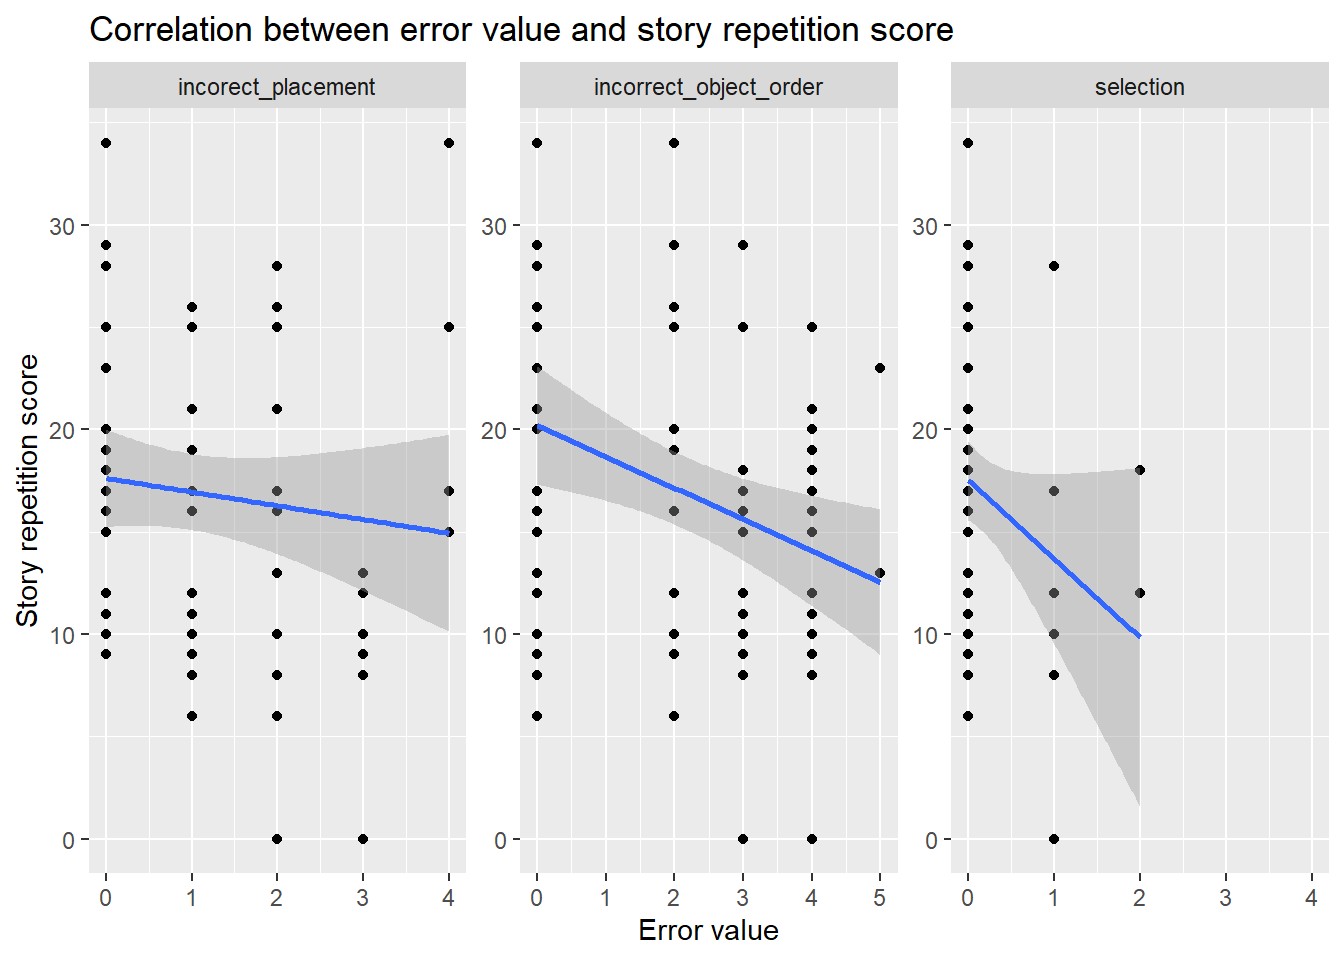 Correlation between error value and story repetition score
incorect_placement
incorrect_object_order
selection
Story repetition score
30
20
10
0
30
20
10
0
30
20
10
0
0 1 2 3 4
0 1 2 3 4 5
0 1 2 3 4
Error value